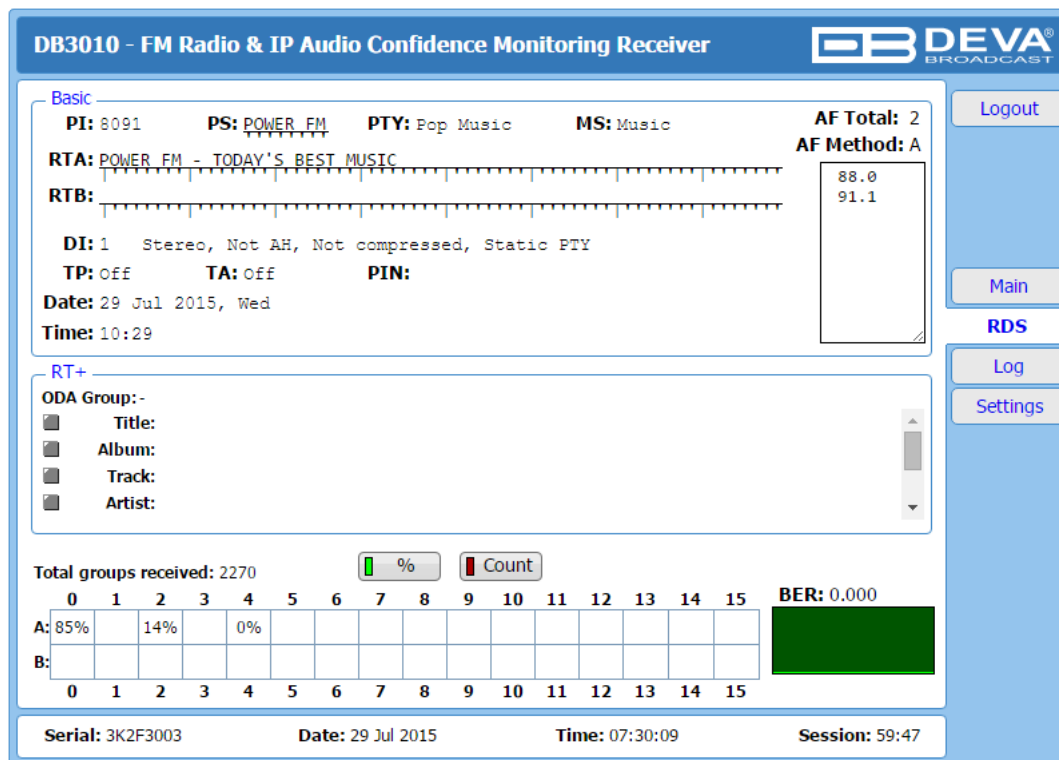 DB3010 - FM Radio & IP Audio Confidence Monitoring Receiver
DEVA®
BROADCAST
Basic
PI: 8091 PS: POWER FM PTY: Pop Music MS: Music
AF Total: 2
AF Method: A
RTA: POWER FM - TODAY'S BEST MUSIC
88.0
91.1
RTB:
DI: 1 Stereo, Not AH, Not compressed, Static PTY
TP: Off TA: Off PIN:
Date: 29 Jul 2015, Wed
Time: 10:29
Logout
Main
RDS
Log
Settings
RT+
ODA Group: -
Title:
Album:
Track:
Artist:
Total groups received: 2270
% Count
0 1 2 3 4 5 6 7 8 9 10 11 12 13 14 15
A: 85% 14% 0%
B:
0 1 2 3 4 5 6 7 8 9 10 11 12 13 14 15
BER: 0.000
Serial: 3K2F3003 Date: 29 Jul 2015 Time: 07:30:09 Session: 59:47